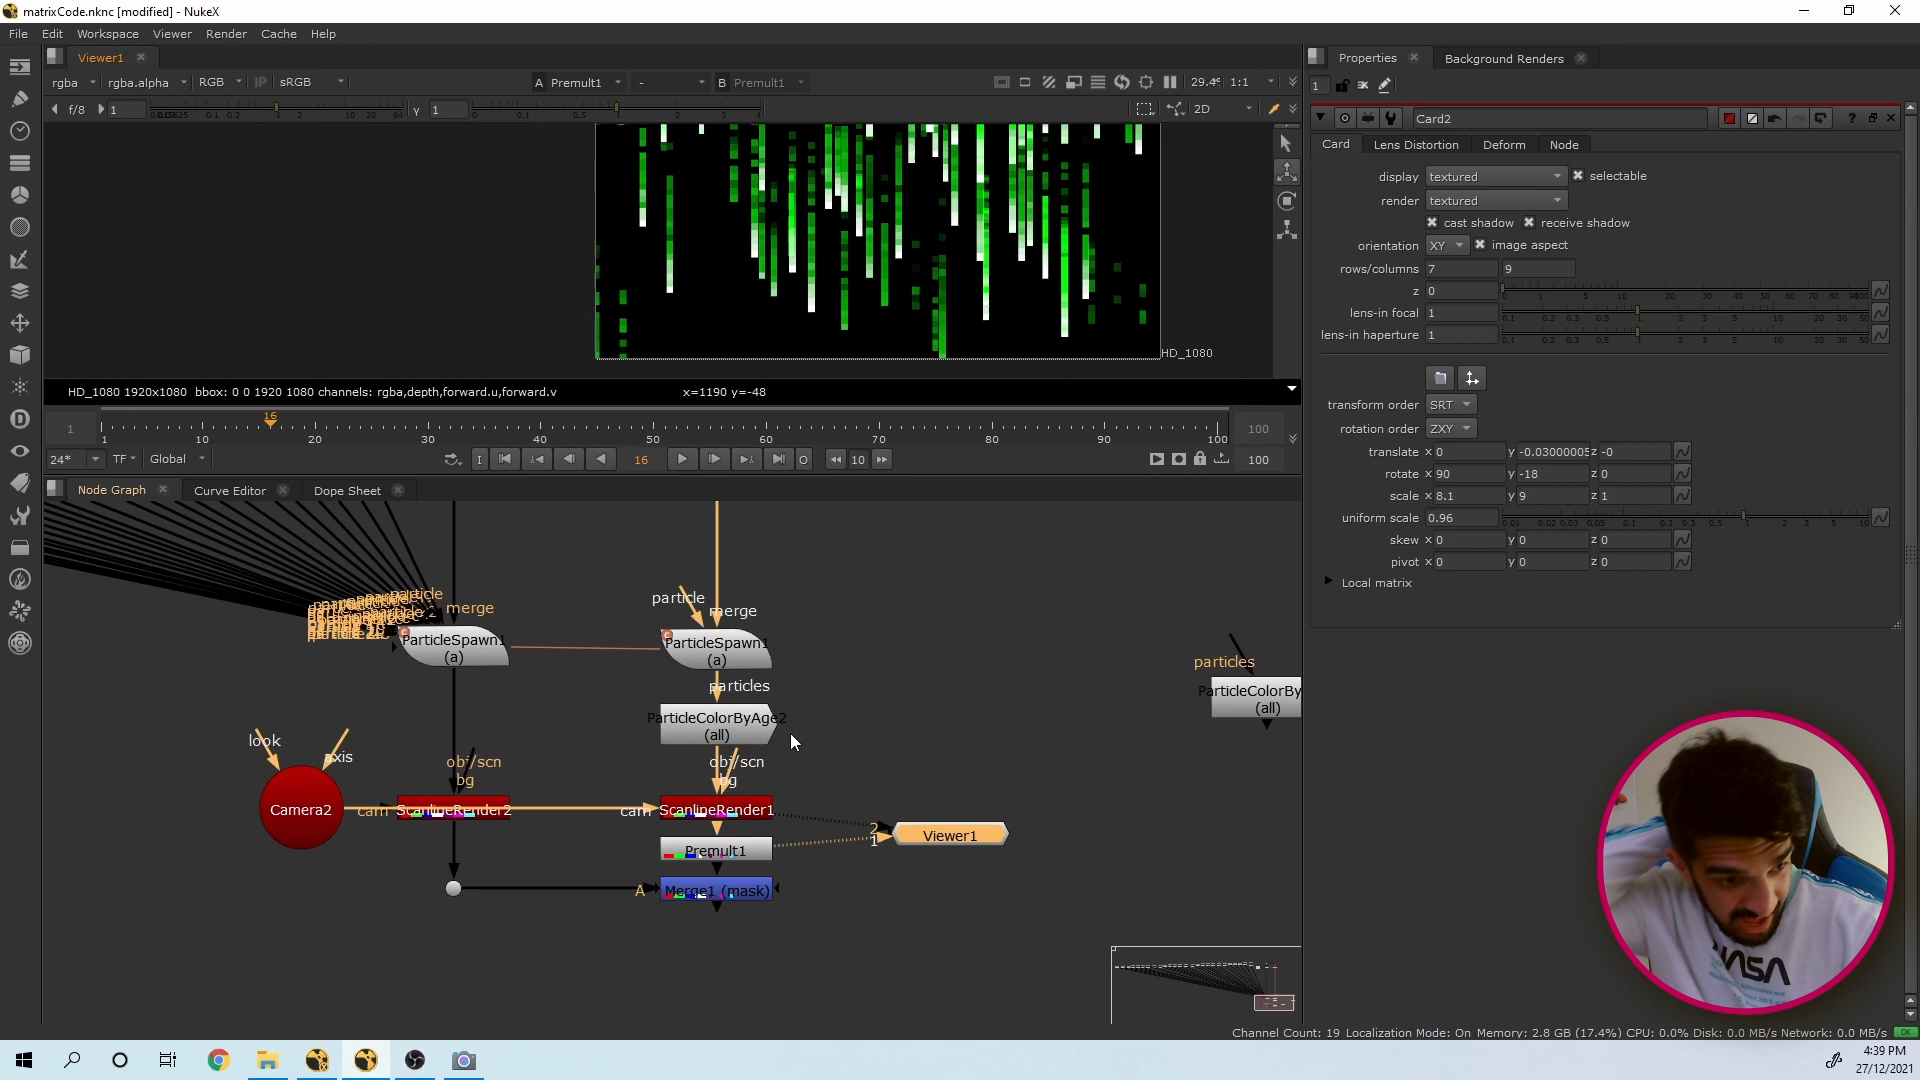 matrixCode.nknc [modified] - NukeX
File Edit Workspace Viewer Render Cache Help
Viewer1
Properties
Background Renders
rgba rgba.alpha RGB IP sRGB A Premult1 - B Premult1 29.4 1:1
1
f/8 1 Y 1 2D
Card2
Card Lens Distortion Deform Node
display textured selectable
render textured
cast shadow receive shadow
orientation XY image aspect
rows/columns 7 9
z 0
lens-in focal 1
lens-in haperture 1
HD_1080
HD_1080 1920x1080 bbox: 0 0 1920 1080 channels: rgba,depth,forward.u,forward.v x=1190 y=-48
transform order SRT
rotation order ZXY
translate x 0 y -0.03000005 z -0
rotate x 90 y -18 z 0
scale x 8.1 y 9 z 1
uniform scale 0.96
skew x 0 y 0 z 0
pivot x 0 y 0 z 0
Local matrix
16
1 100
1 10 20 30 40 50 60 70 80 90 100
24* TF Global I 16 O 10 100
Node Graph Curve Editor Dope Sheet
particle merge
particle
merge
ParticleSpawn1
(a)
ParticleSpawn1
(a)
particles
particles
ParticleColorBy
(all)
ParticleColorByAge2
(all)
look
axis
obj/scn
bg
obj/scn
bg
Camera2
cam
ScanlineRender2
cam
ScanlineRender1
2
1
Viewer1
Premult1
A
Merge1 (mask)
NASA
Channel Count: 19 Localization Mode: On Memory: 2.8 GB (17.4%) CPU: 0.0% Disk: 0.0 MB/s Network: 0.0 MB/s OK
4:39 PM
27/12/2021